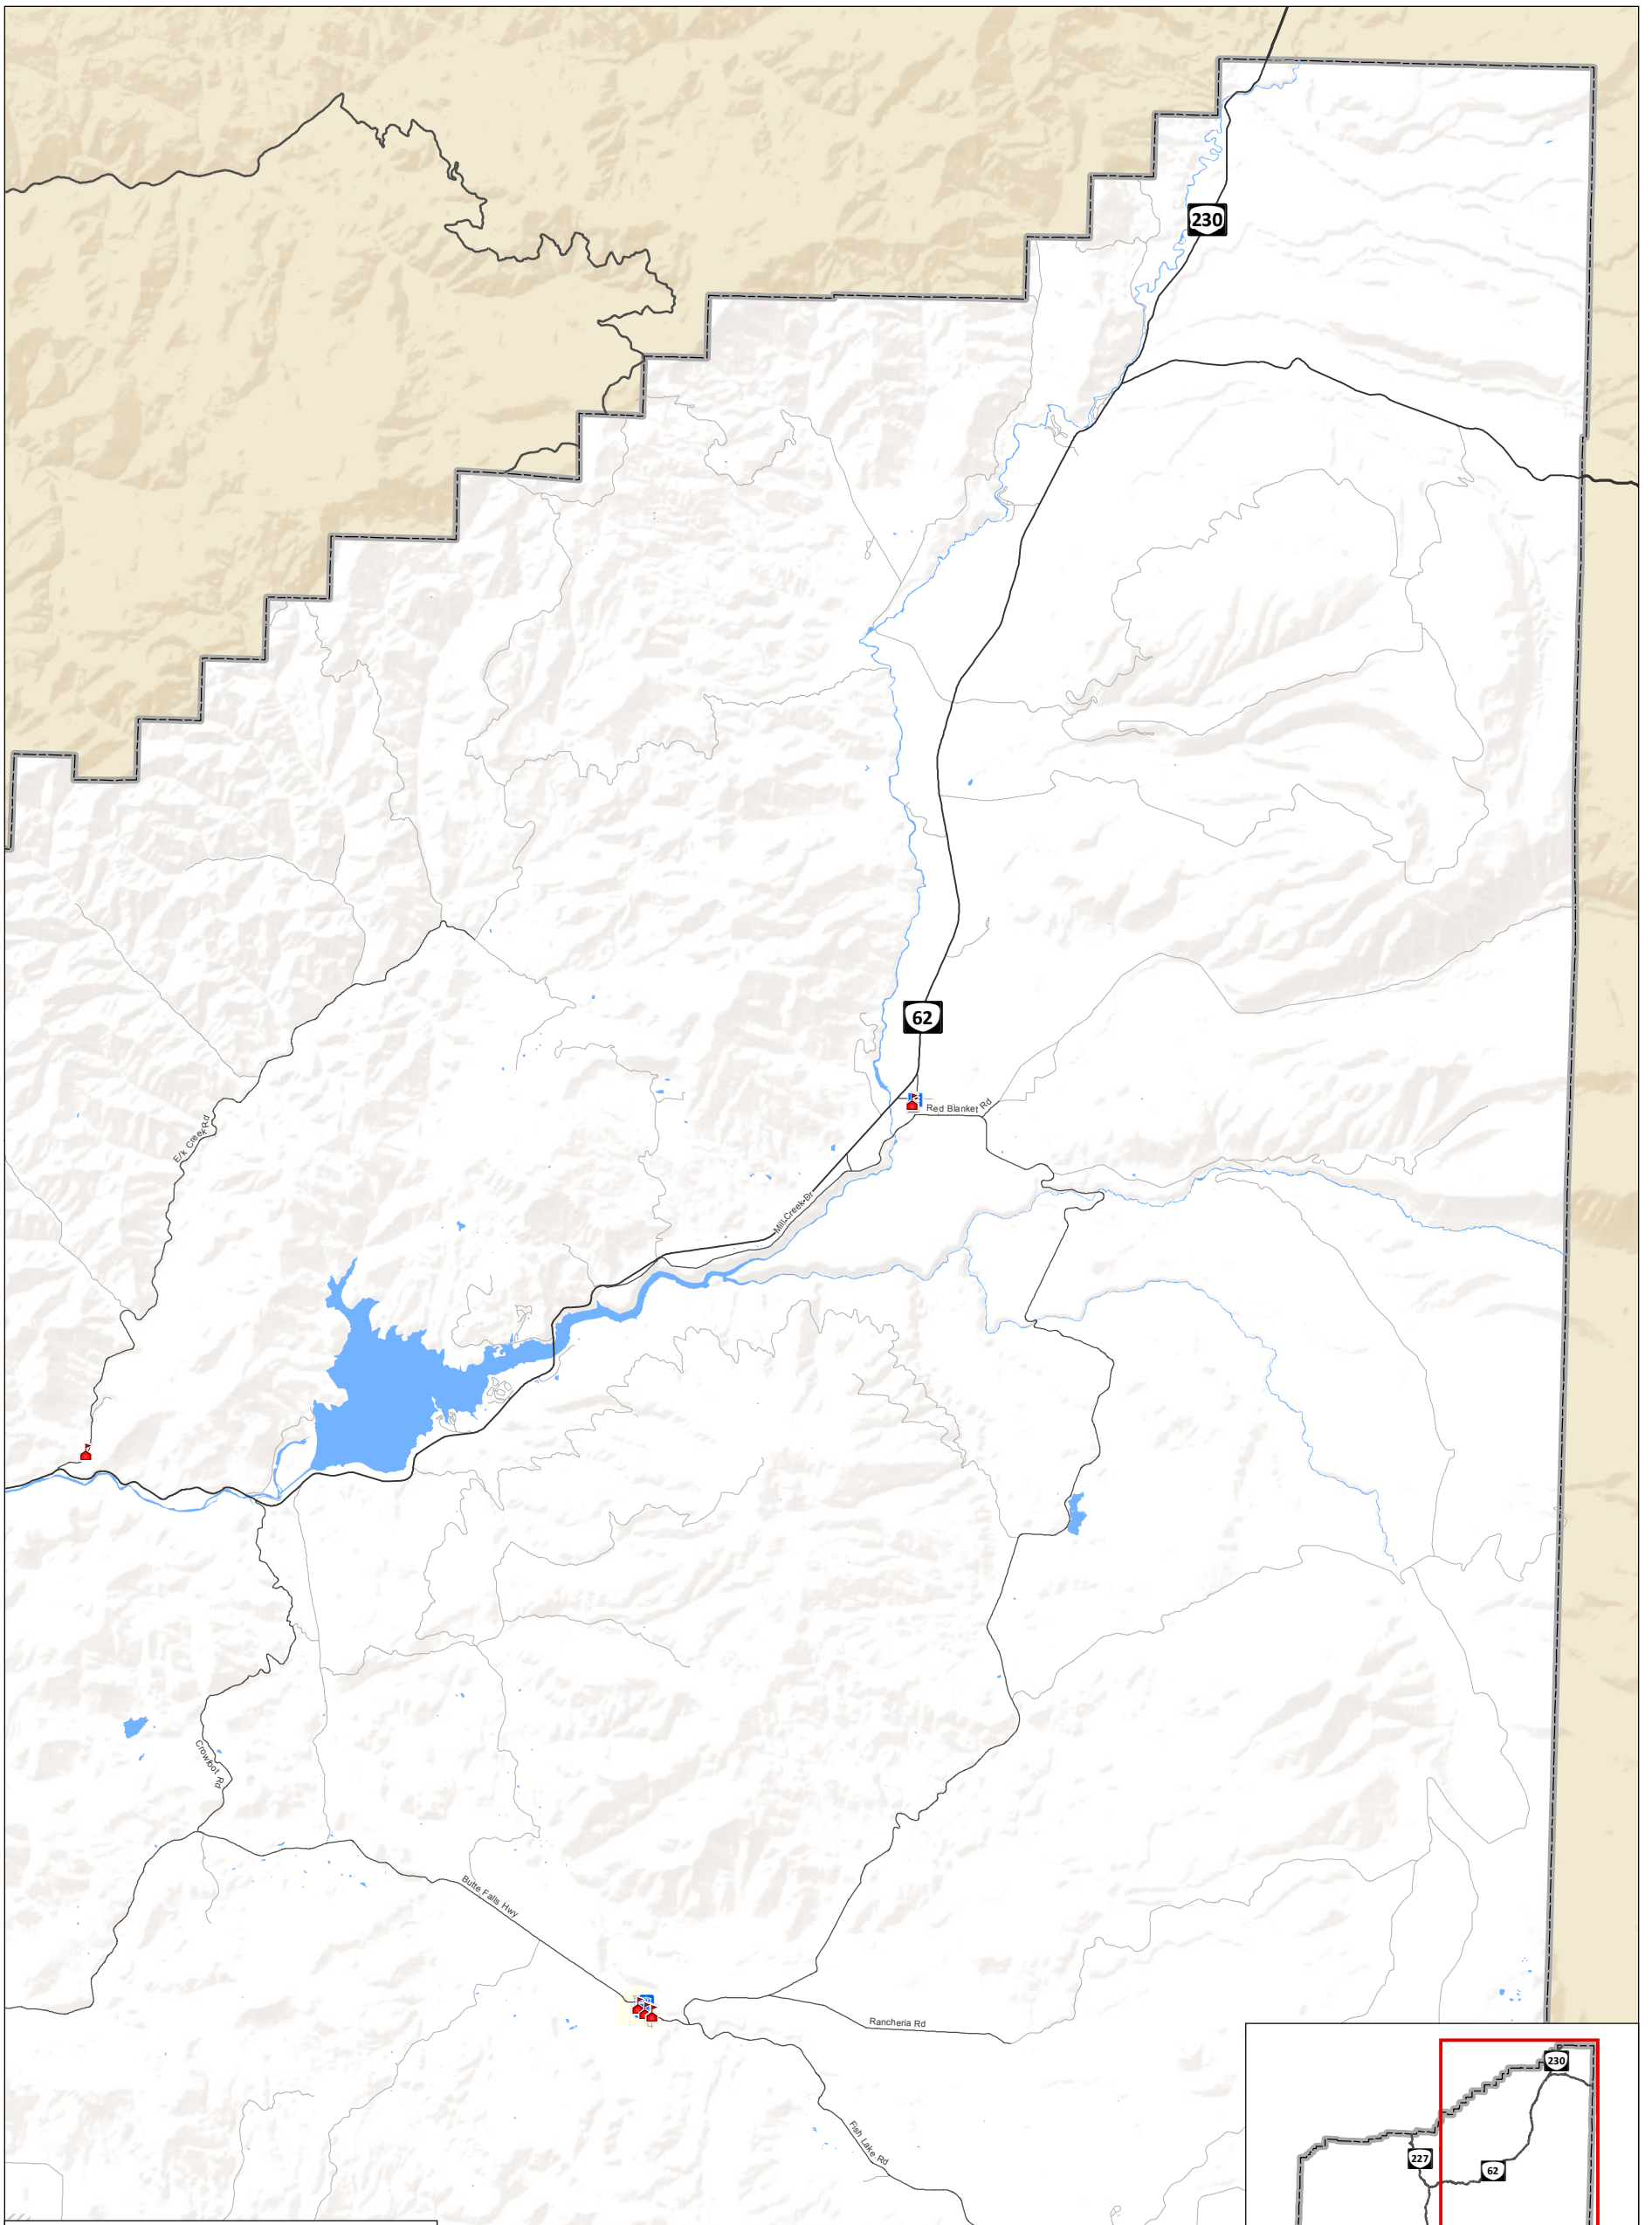 230
62
Red Blanket Rd
Elk Creek Rd
Mill Creek Dr
Crowfoot Rd
Butte Falls Hwy
Rancheria Rd
Fish Lake Rd
230
227
62